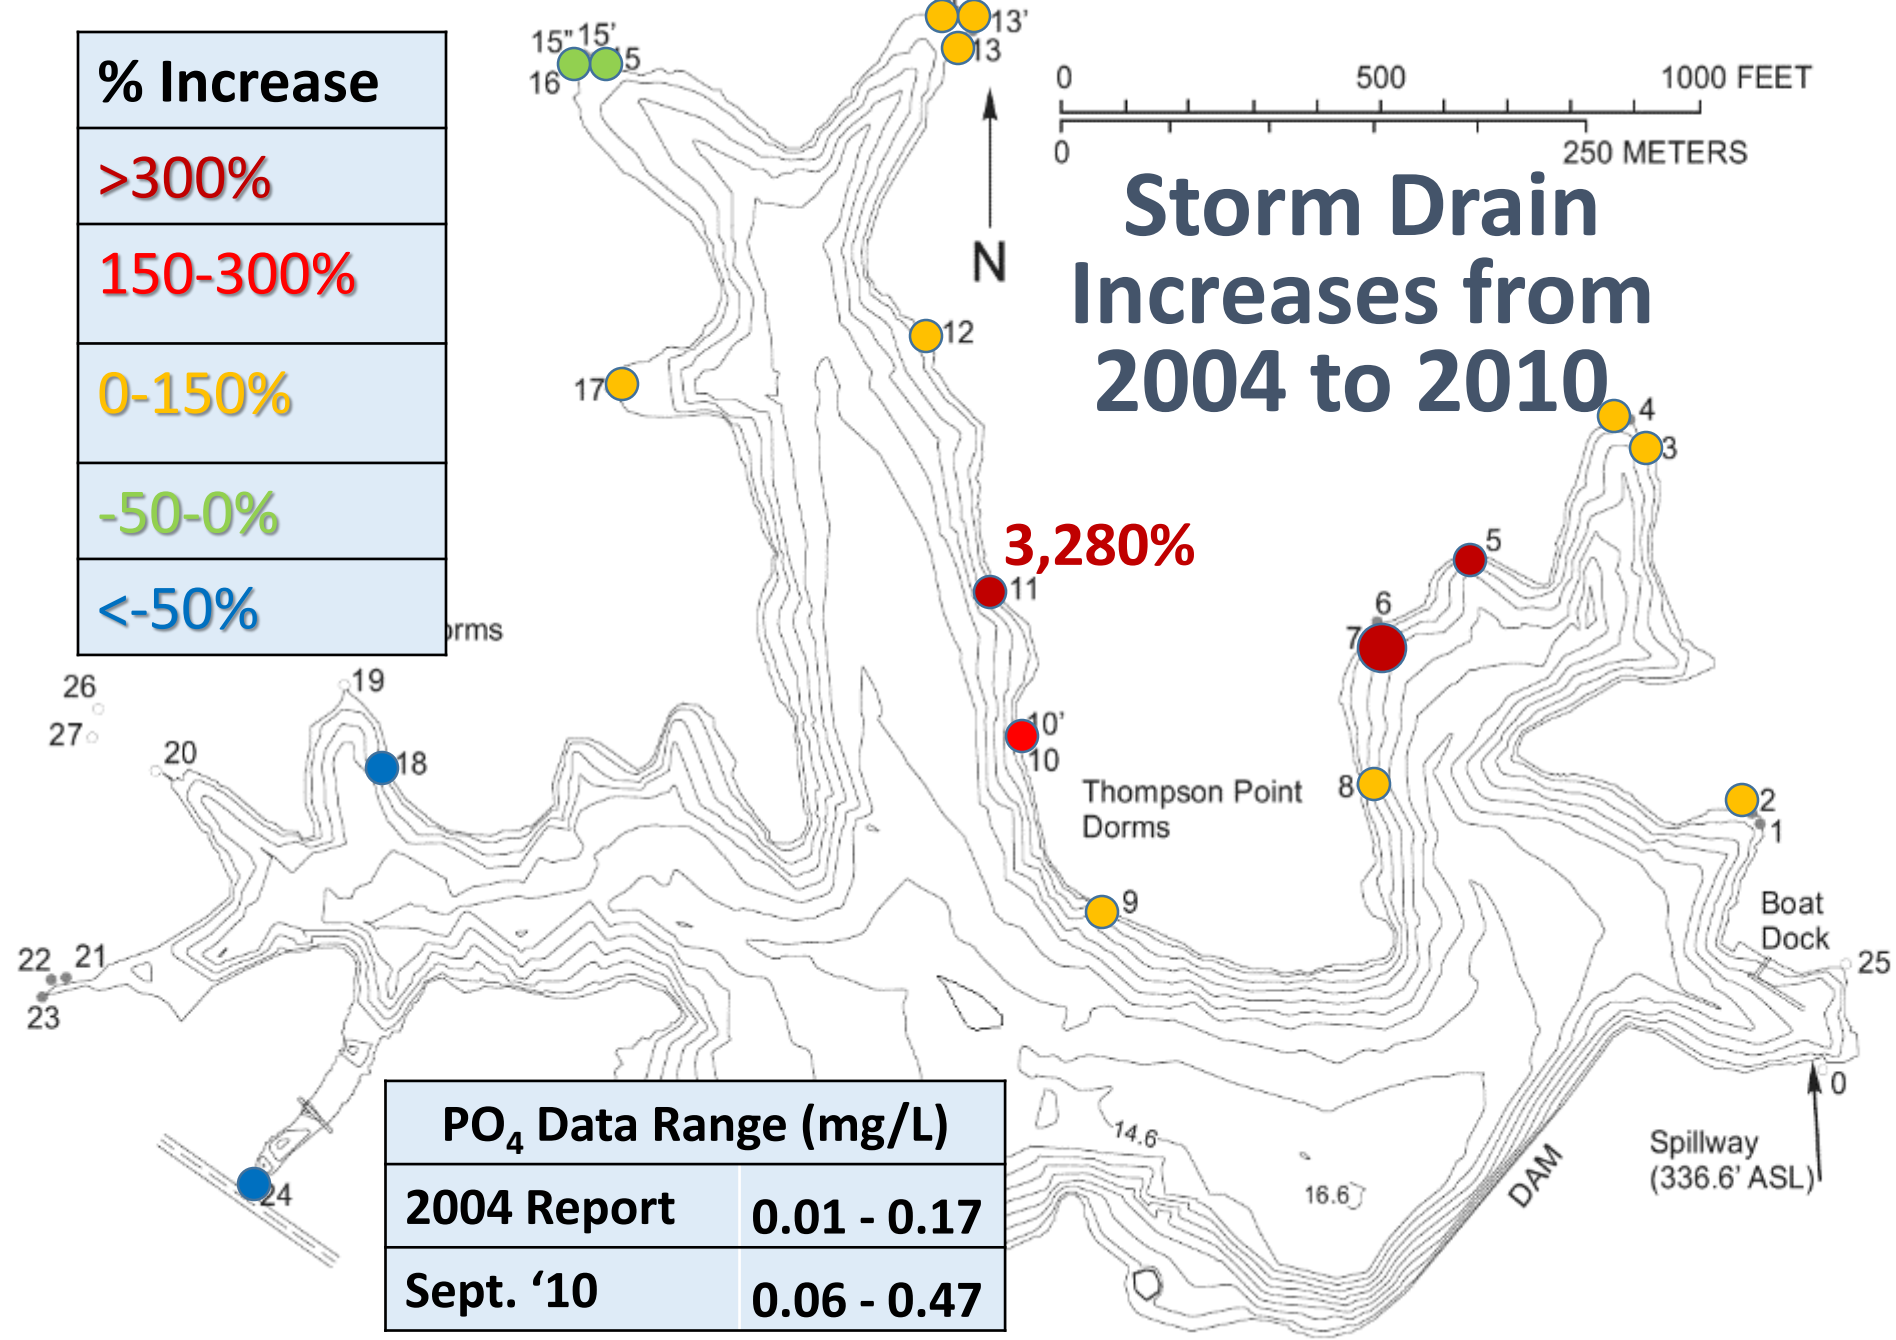 % Increase
>300%
150-300%
0-150%
-50-0%
<-50%
15" 15'
15
16
13'
13
0 500 1000 FEET
0 250 METERS
N
Storm Drain
Increases from
2004 to 2010
12
17
4
3
3,280%
5
11
6
7
orms
26
19
27
20
18
10'
10
Thompson Point
Dorms
8
2
1
9
Boat
Dock
22 21
25
23
0
24
14.6
16.6
DAM
Spillway
(336.6' ASL)
PO4 Data Range (mg/L)
2004 Report 0.01 - 0.17
Sept. ‘10 0.06 - 0.47